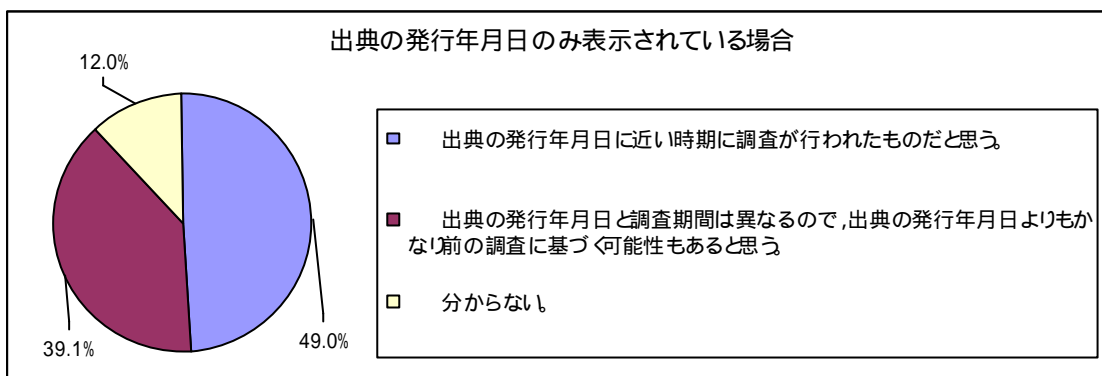 出典の発行年月日のみ表示されている場合
12.0%
39.1%
49.0%
出典の発行年月日に近い時期に調査が行われたものだと思う。
出典の発行年月日と調査期間は異なるので,出典の発行年月日よりもか
なり前の調査に基づく可能性もあると思う。
分からない。